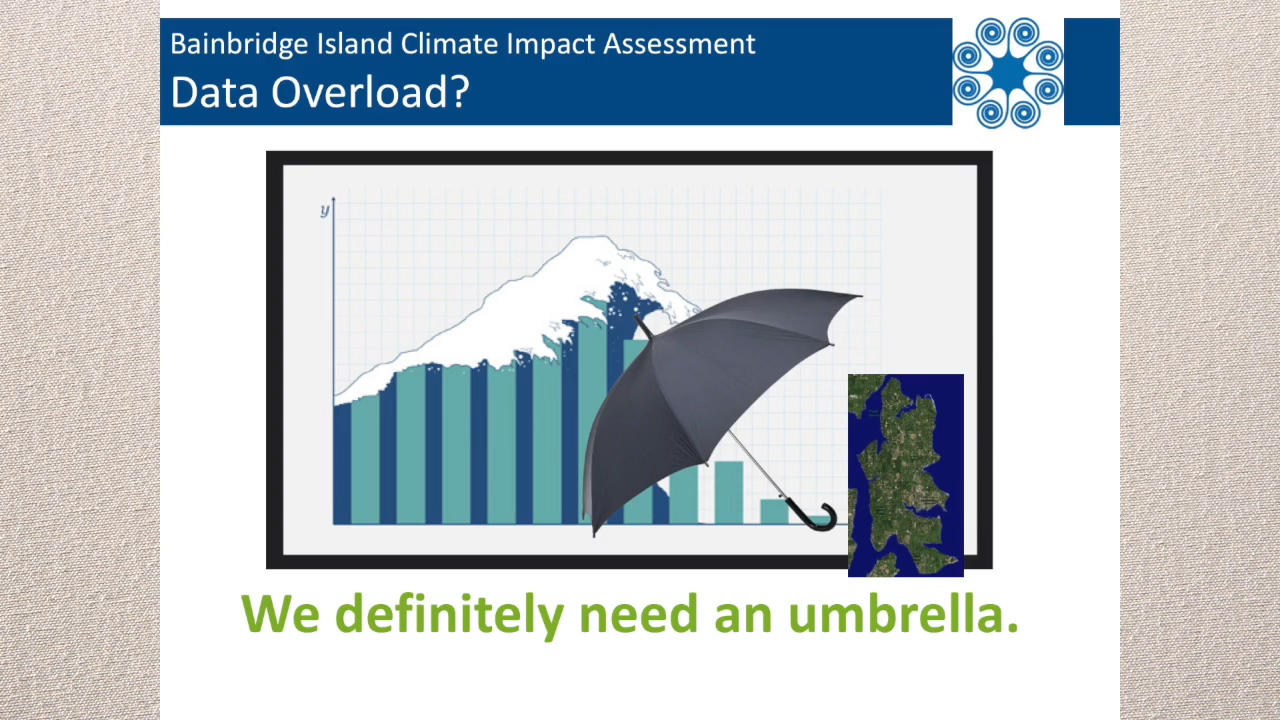 Bainbridge Island Climate Impact Assessment
Data Overload?
y
We definitely need an umbrella.